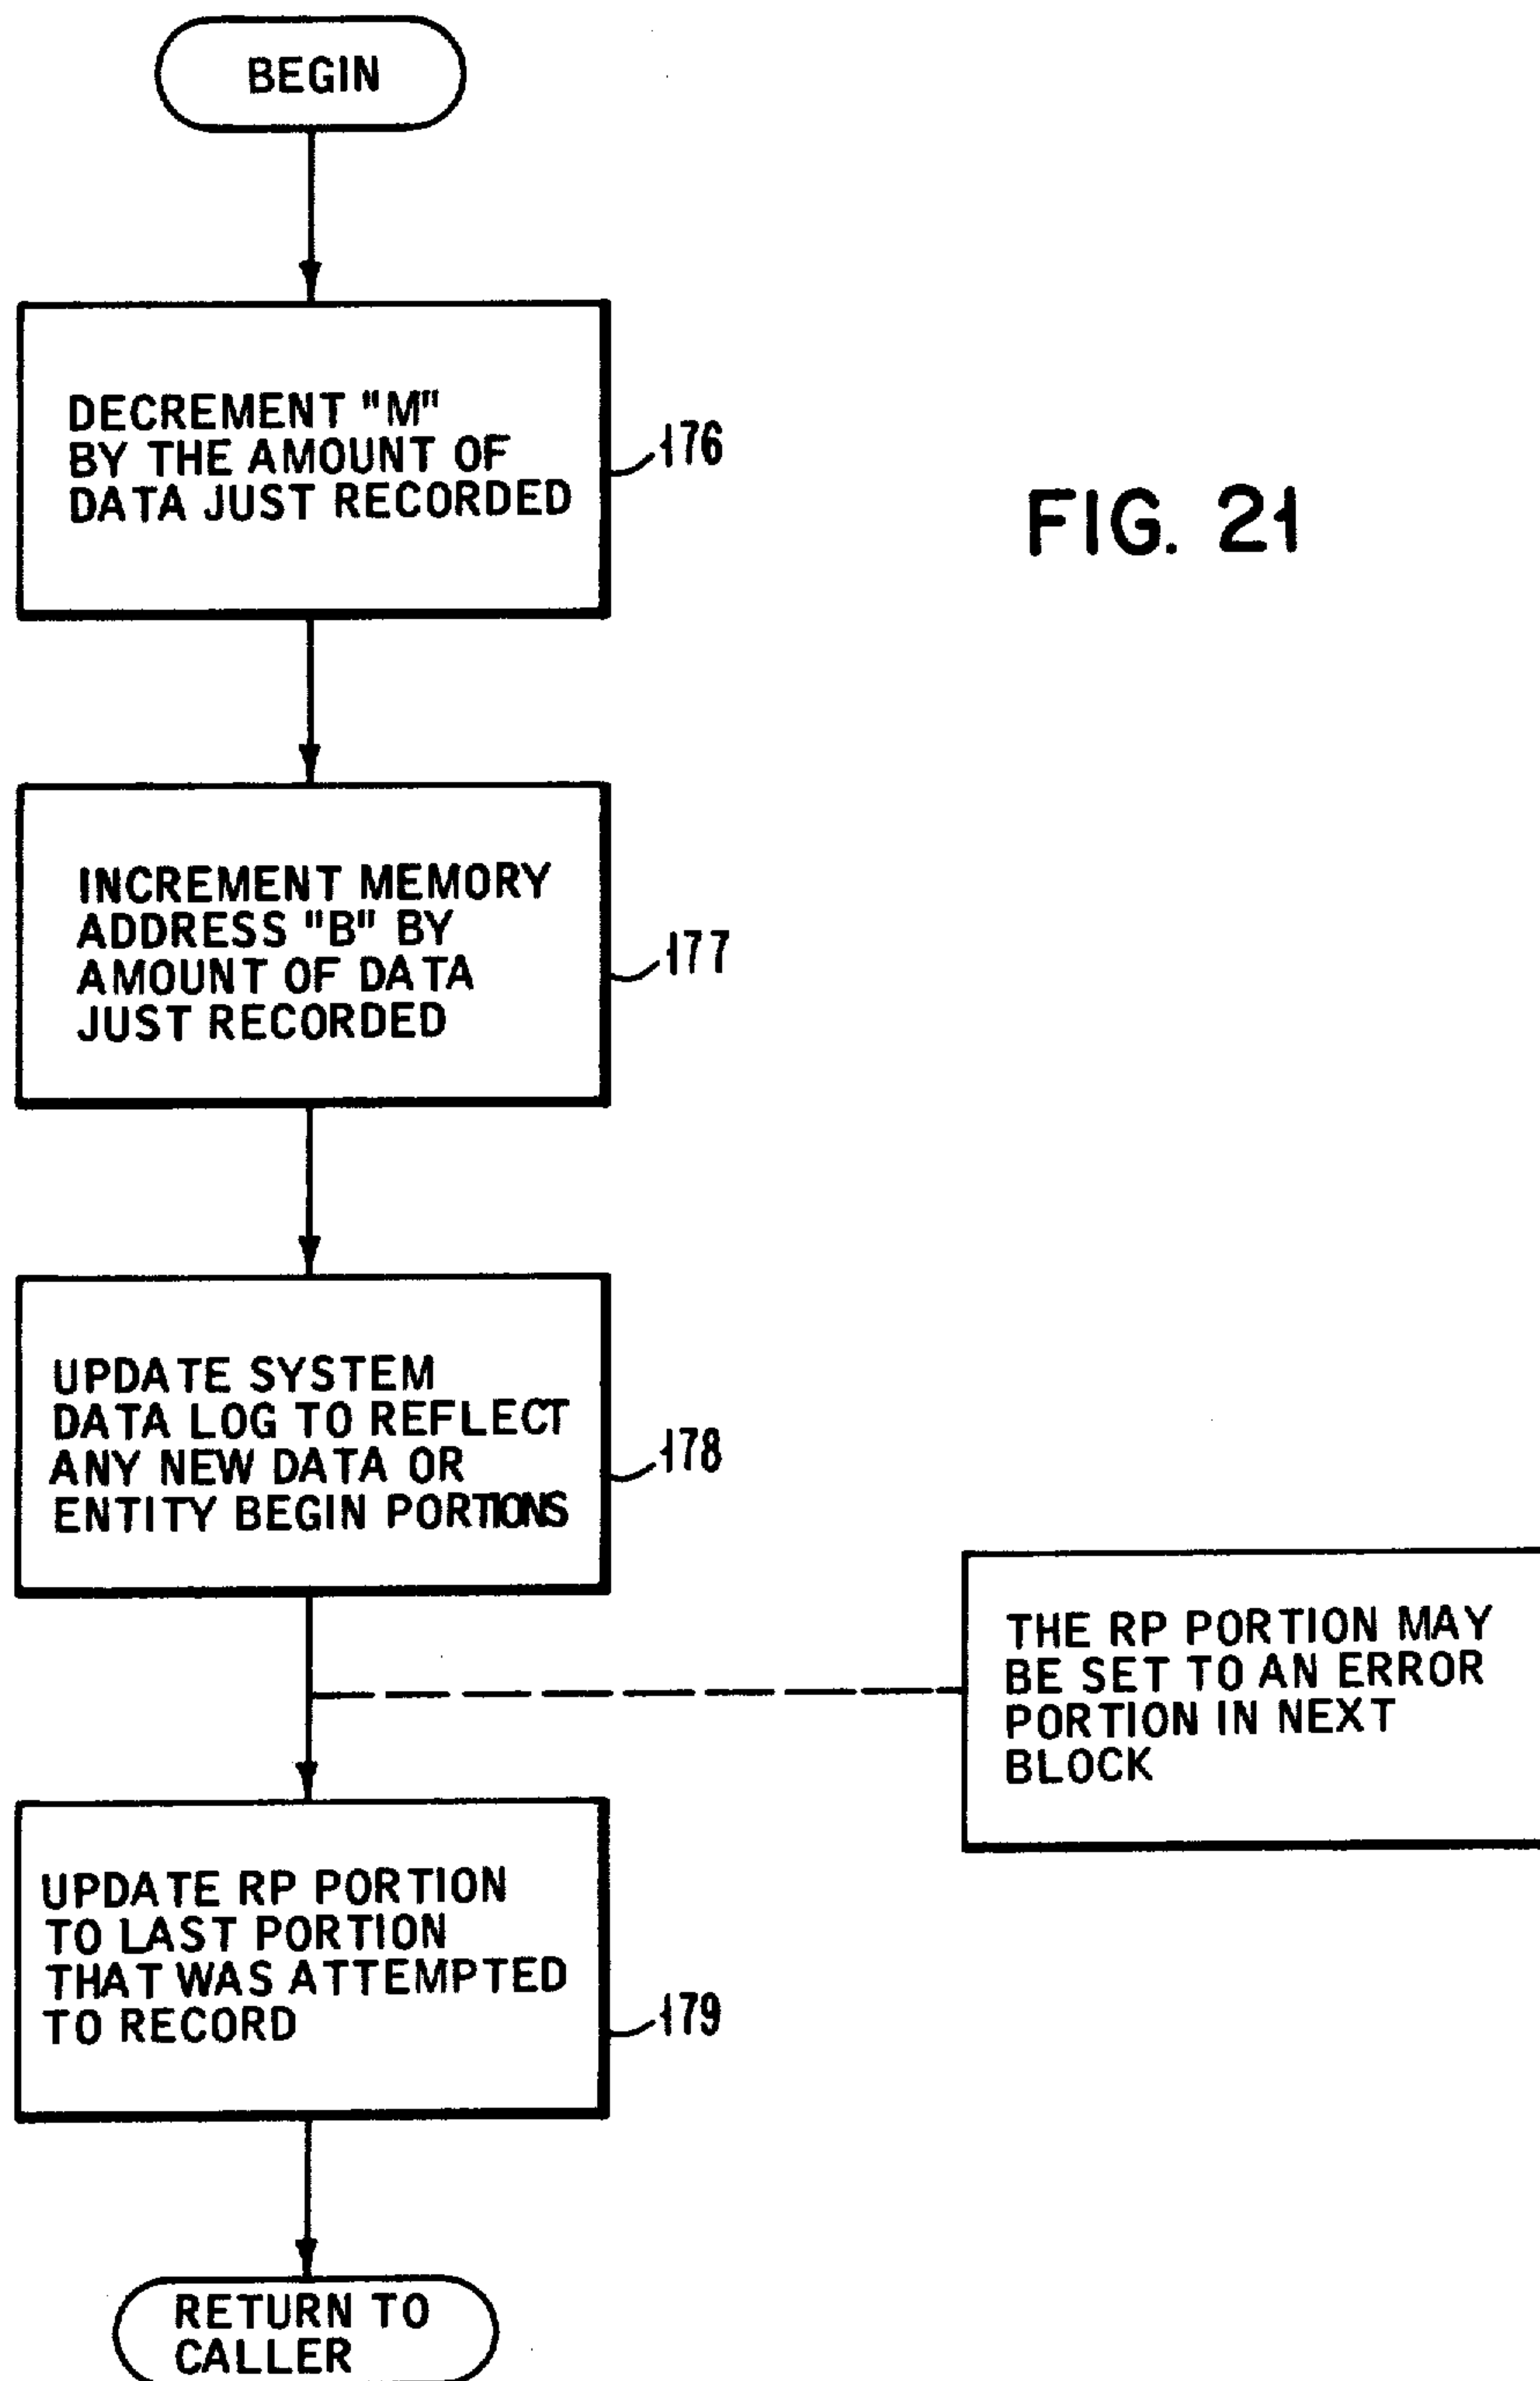 BEGIN
DECREMENT "M"
BY THE AMOUNT OF
DATA JUST RECORDED
176
FIG. 21
INCREMENT MEMORY
ADDRESS "B" BY
AMOUNT OF DATA
JUST RECORDED
177
UPDATE SYSTEM
DATA LOG TO REFLECT
ANY NEW DATA OR
ENTITY BEGIN PORTIONS
178
THE RP PORTION MAY
BE SET TO AN ERROR
PORTION IN NEXT
BLOCK
UPDATE RP PORTION
TO LAST PORTION
THAT WAS ATTEMPTED
TO RECORD
179
RETURN TO
CALLER